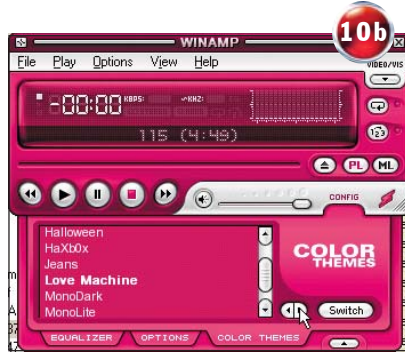 10b
WINAMP
File Play Options View Help
VIDEO/VIS
-00:00 KBPS: KHZ:
115 (4:49)
123
PL ML
CONFIG
Halloween
HaXb0x
Jeans
Love Machine
MonoDark
MonoLite
COLOR
THEMES
Switch
EQUALIZER OPTIONS COLOR THEMES